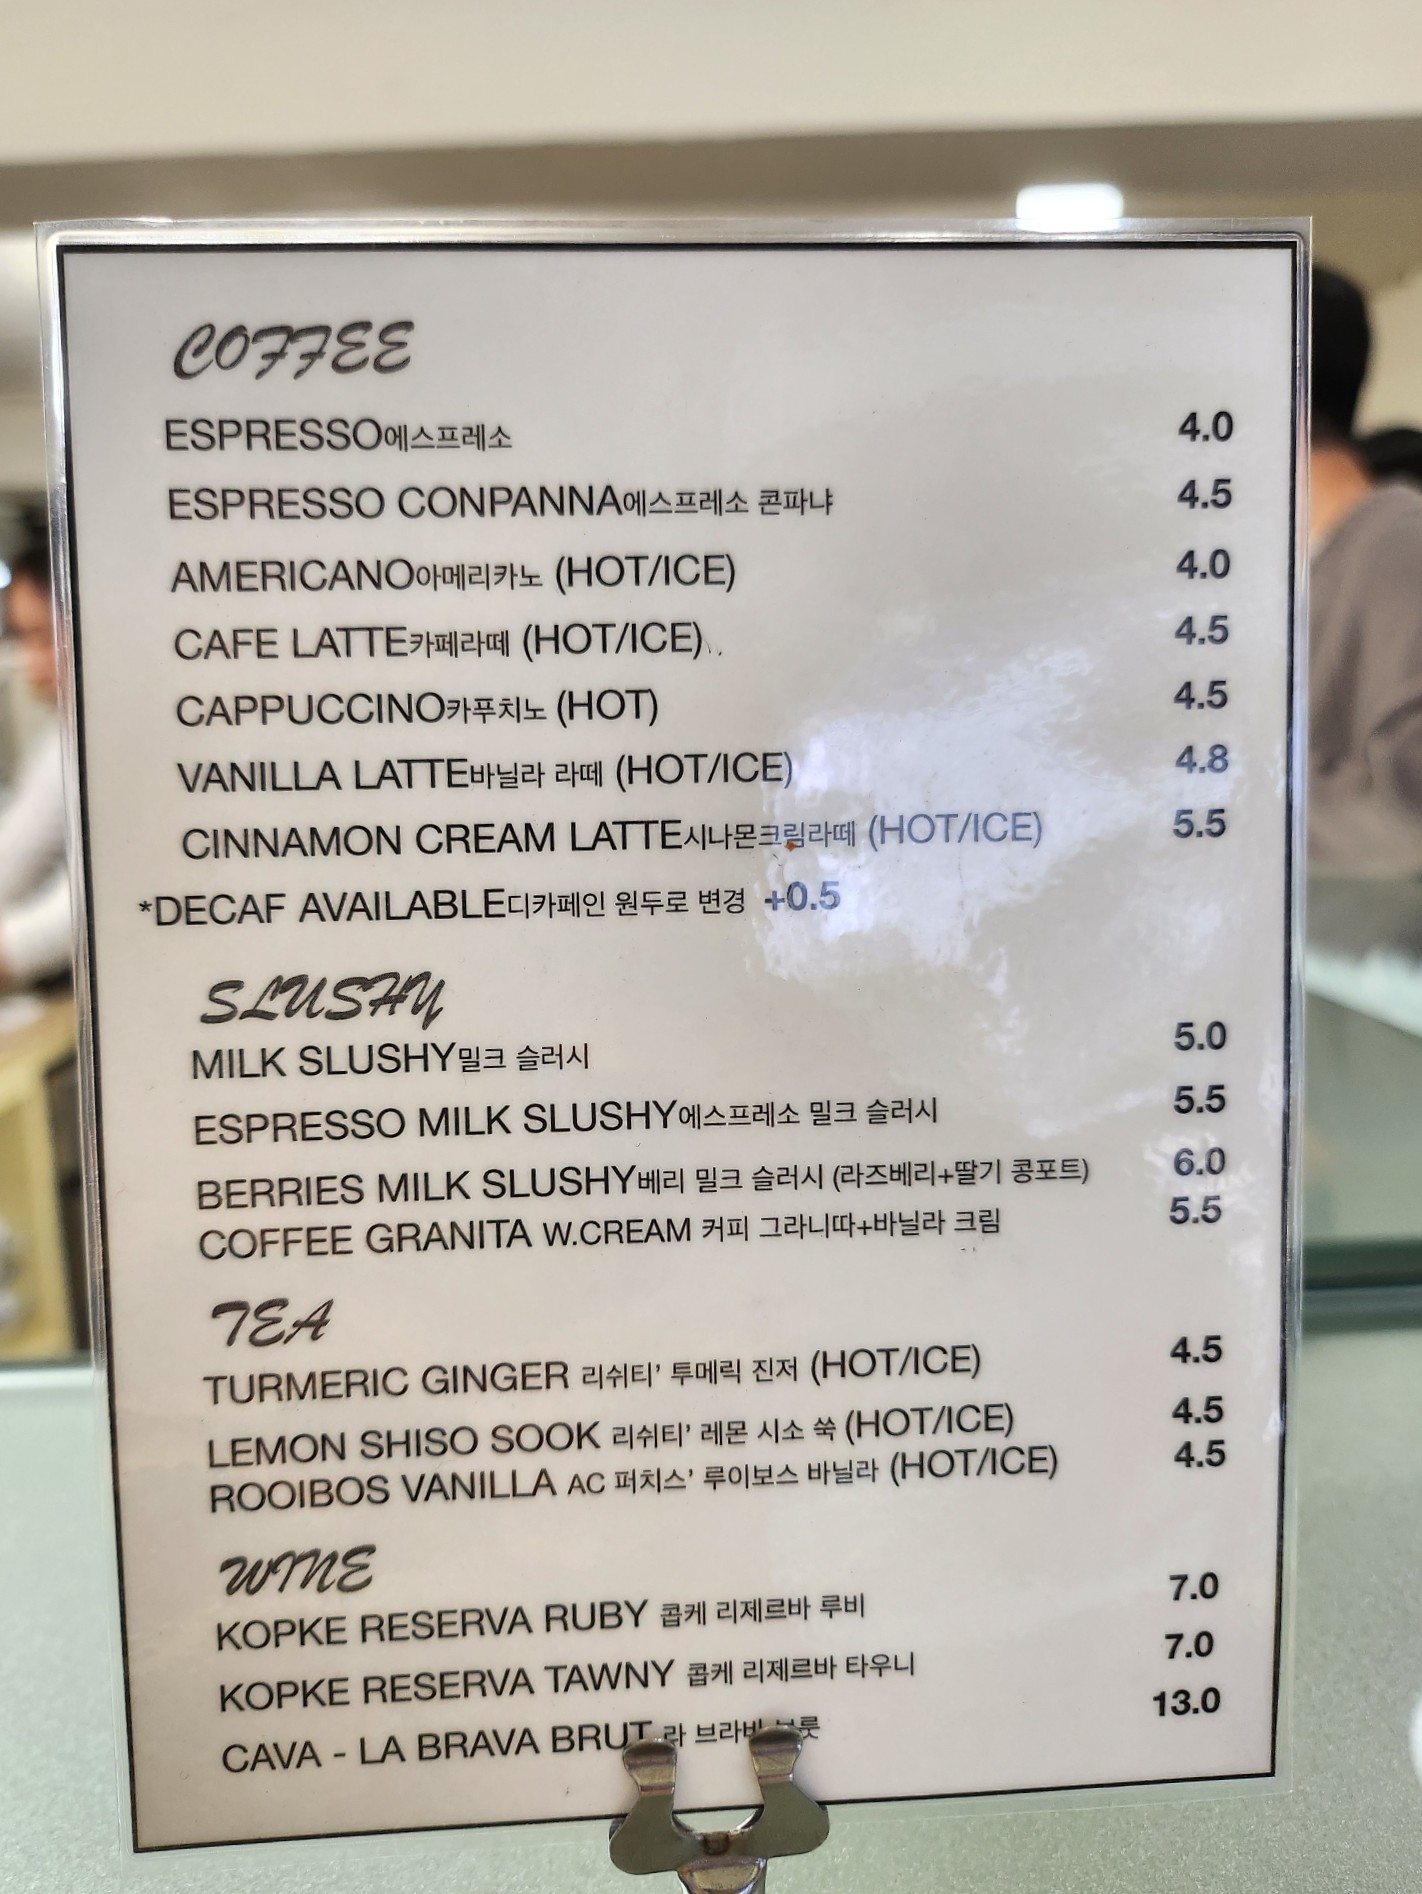 COFFEE
ESPRESSO에스프레소 4.0
ESPRESSO CONPANNA에스프레소 콘파냐 4.5
AMERICANO아메리카노 (HOT/ICE) 4.0
CAFE LATTE카페라떼 (HOT/ICE) 4.5
CAPPUCCINO카푸치노 (HOT) 4.5
VANILLA LATTE바닐라 라떼 (HOT/ICE) 4.8
CINNAMON CREAM LATTE시나몬크림라떼 (HOT/ICE) 5.5
*DECAF AVAILABLE디카페인 원두로 변경 +0.5
SLUSHY
MILK SLUSHY밀크 슬러시 5.0
ESPRESSO MILK SLUSHY에스프레소 밀크 슬러시 5.5
BERRIES MILK SLUSHY베리 밀크 슬러시 (라즈베리+딸기 콩포트) 6.0
COFFEE GRANITA W.CREAM 커피 그라니따+바닐라 크림 5.5
TEA
TURMERIC GINGER 리쉬티’ 투메릭 진저 (HOT/ICE) 4.5
LEMON SHISO SOOK 리쉬티’ 레몬 시소 쑥 (HOT/ICE) 4.5
ROOIBOS VANILLA AC 퍼치스’ 루이보스 바닐라 (HOT/ICE) 4.5
WINE
KOPKE RESERVA RUBY 콥케 리제르바 루비 7.0
KOPKE RESERVA TAWNY 콥케 리제르바 타우니 7.0
CAVA - LA BRAVA BRUT 라 13.0